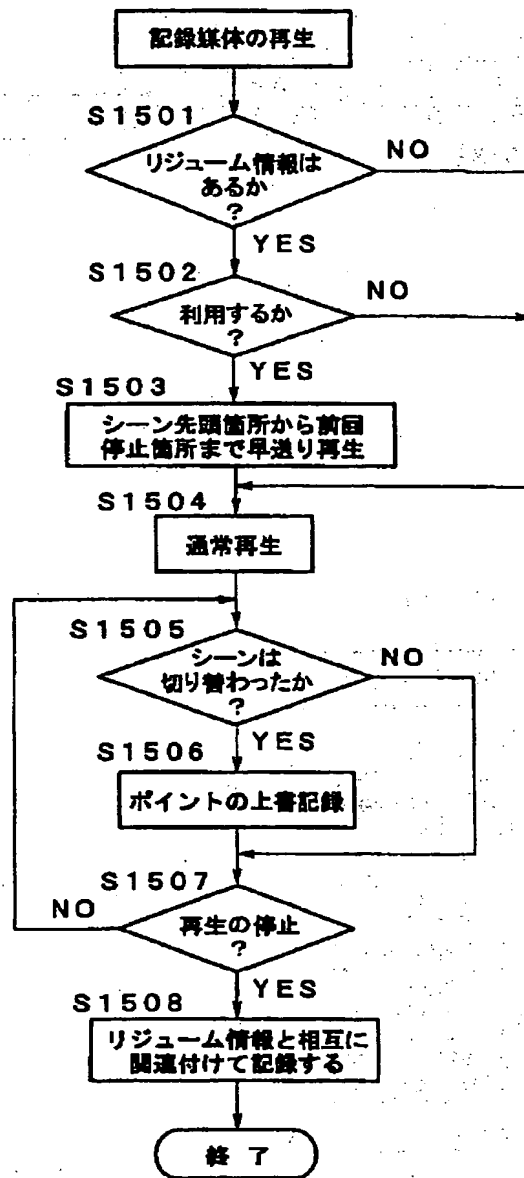 記録媒体の再生
S1501
リジューム情報は
あるか
?
NO
YES
S1502
利用するか
?
NO
YES
S1503
シーン先頭箇所から前回
停止箇所まで早送り再生
S1504
通常再生
S1505
シーンは
切り替わったか
?
NO
YES
S1506
ポイントの上書記録
S1507
再生の停止
?
NO
YES
S1508
リジューム情報と相互に
関連付けて記録する
終了